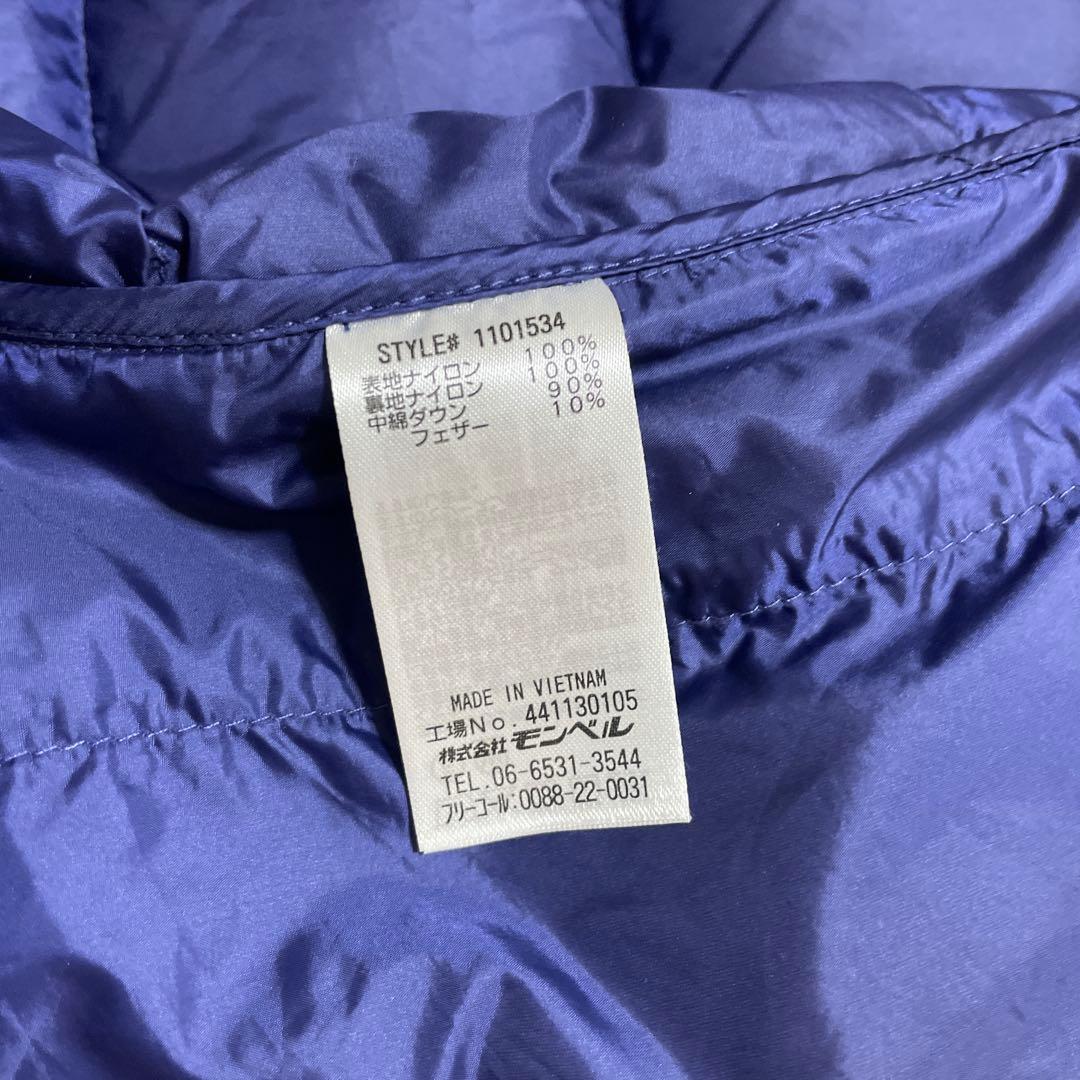 STYLE# 1101534
表地ナイロン 100%
裏地ナイロン 100%
中綿ダウン 90%
フェザー 10%
MADE IN VIETNAM
工場No. 441130105
株式会社モンベル
TEL.06-6531-3544
フリーコール:0088-22-0031